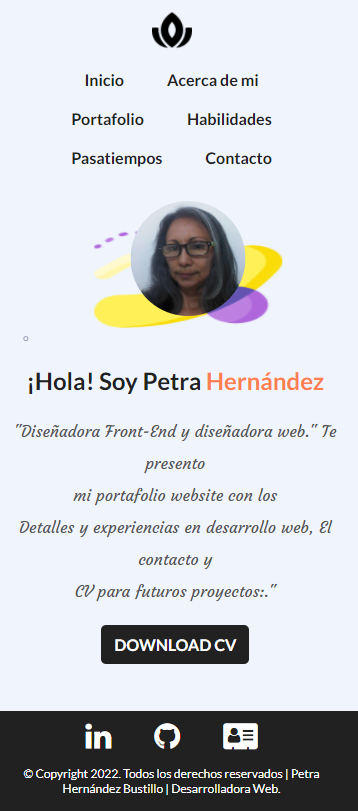 Inicio Acerca de mi
Portafolio Habilidades
Pasatiempos Contacto
¡Hola! Soy Petra Hernández
"Diseñadora Front-End y diseñadora web." Te
presento
mi portafolio website con los
Detalles y experiencias en desarrollo web, El
contacto y
CV para futuros proyectos:."
DOWNLOAD CV
in
© Copyright 2022. Todos los derechos reservados | Petra
Hernández Bustillo | Desarrolladora Web.